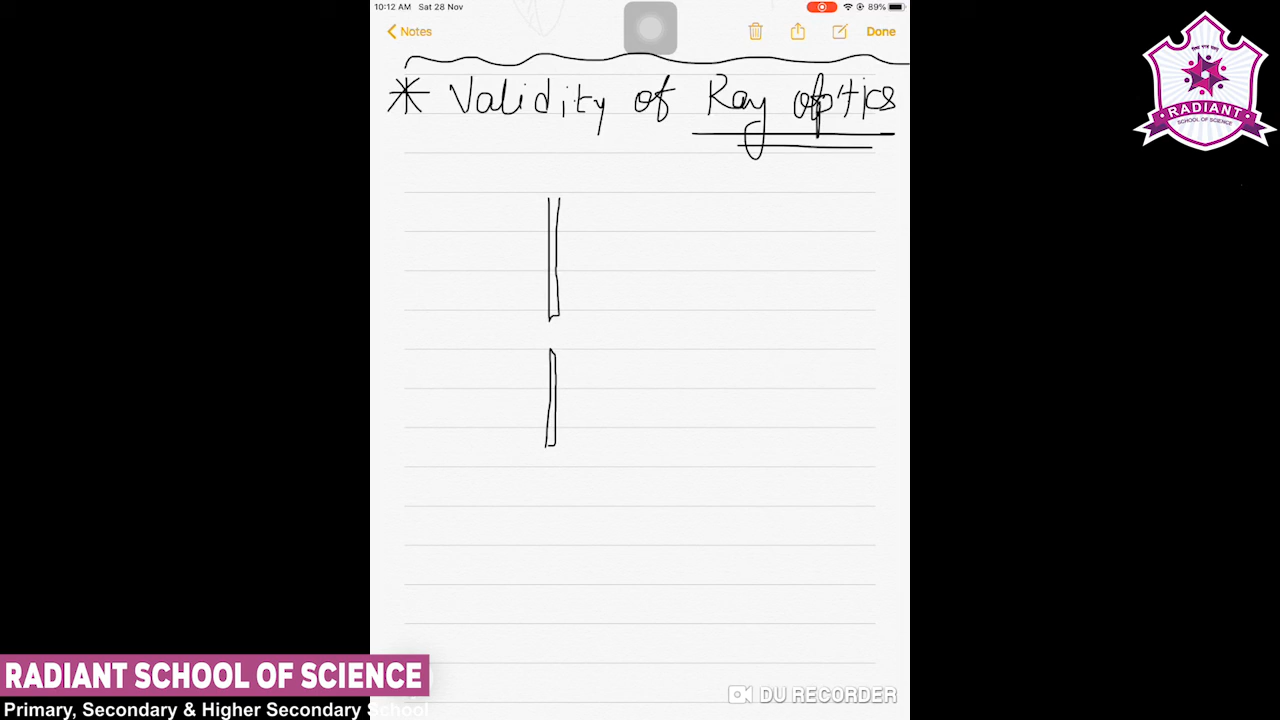 10:12 AM Sat 28 Nov
89%
Notes
Done
* Validity of Ray optics
RADIANT
SCHOOL OF SCIENCE
RADIANT SCHOOL OF SCIENCE
Primary, Secondary & Higher Secondary School
DU RECORDER